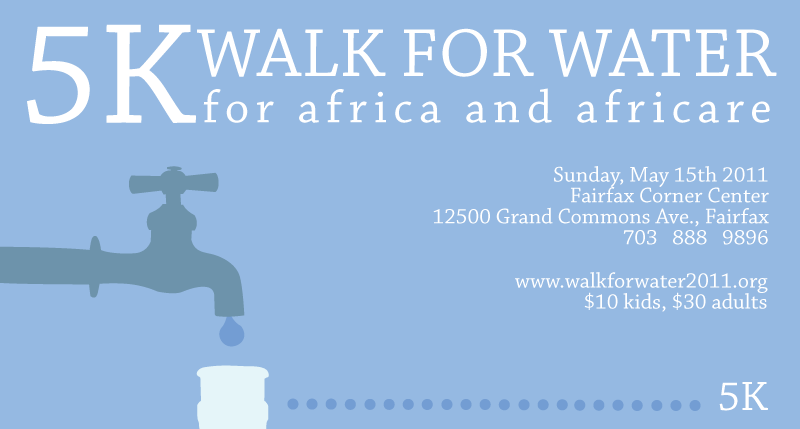 5K WALK FOR WATER
for africa and africare
Sunday, May 15th 2011
Fairfax Corner Center
12500 Grand Commons Ave., Fairfax
703 888 9896
www.walkforwater2011.org
$10 kids, $30 adults
5K